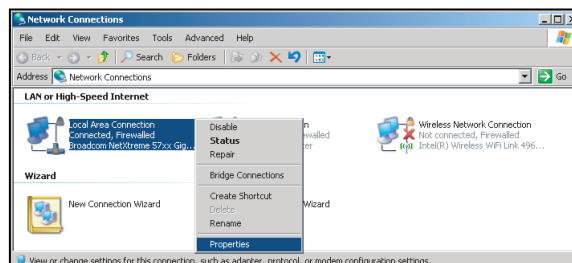 Network Connections
File Edit View Favorites Tools Advanced Help
Back Search Folders
Address Network Connections Go
LAN or High-Speed Internet
Local Area Connection
Connected, Firewalled
Broadcom NetXtreme 57xx Gig...
Disable
Status
Repair
Bridge Connections
Create Shortcut
Delete
Rename
Properties
Wireless Network Connection
Not connected, Firewalled
Intel(R) Wireless WiFi Link 496...
Wizard
New Connection Wizard
Wizard
View or change settings for this connection, such as adapter, protocol, or modem configuration settings.